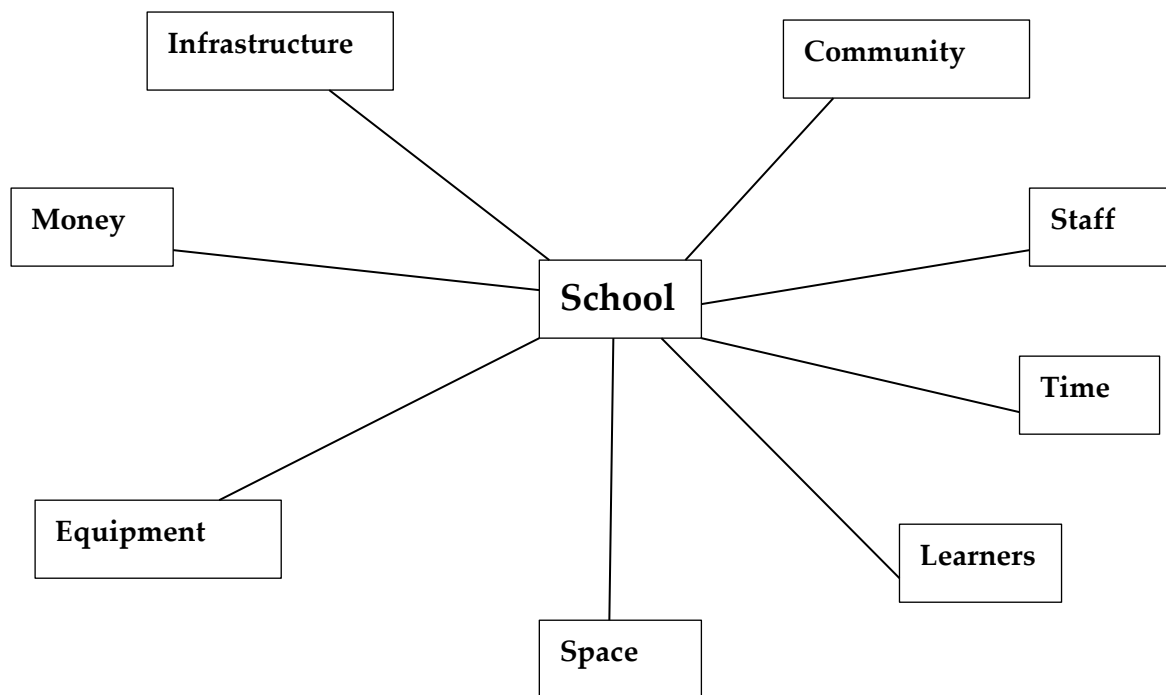 Infrastructure
Community
Money
Staff
School
Time
Equipment
Learners
Space